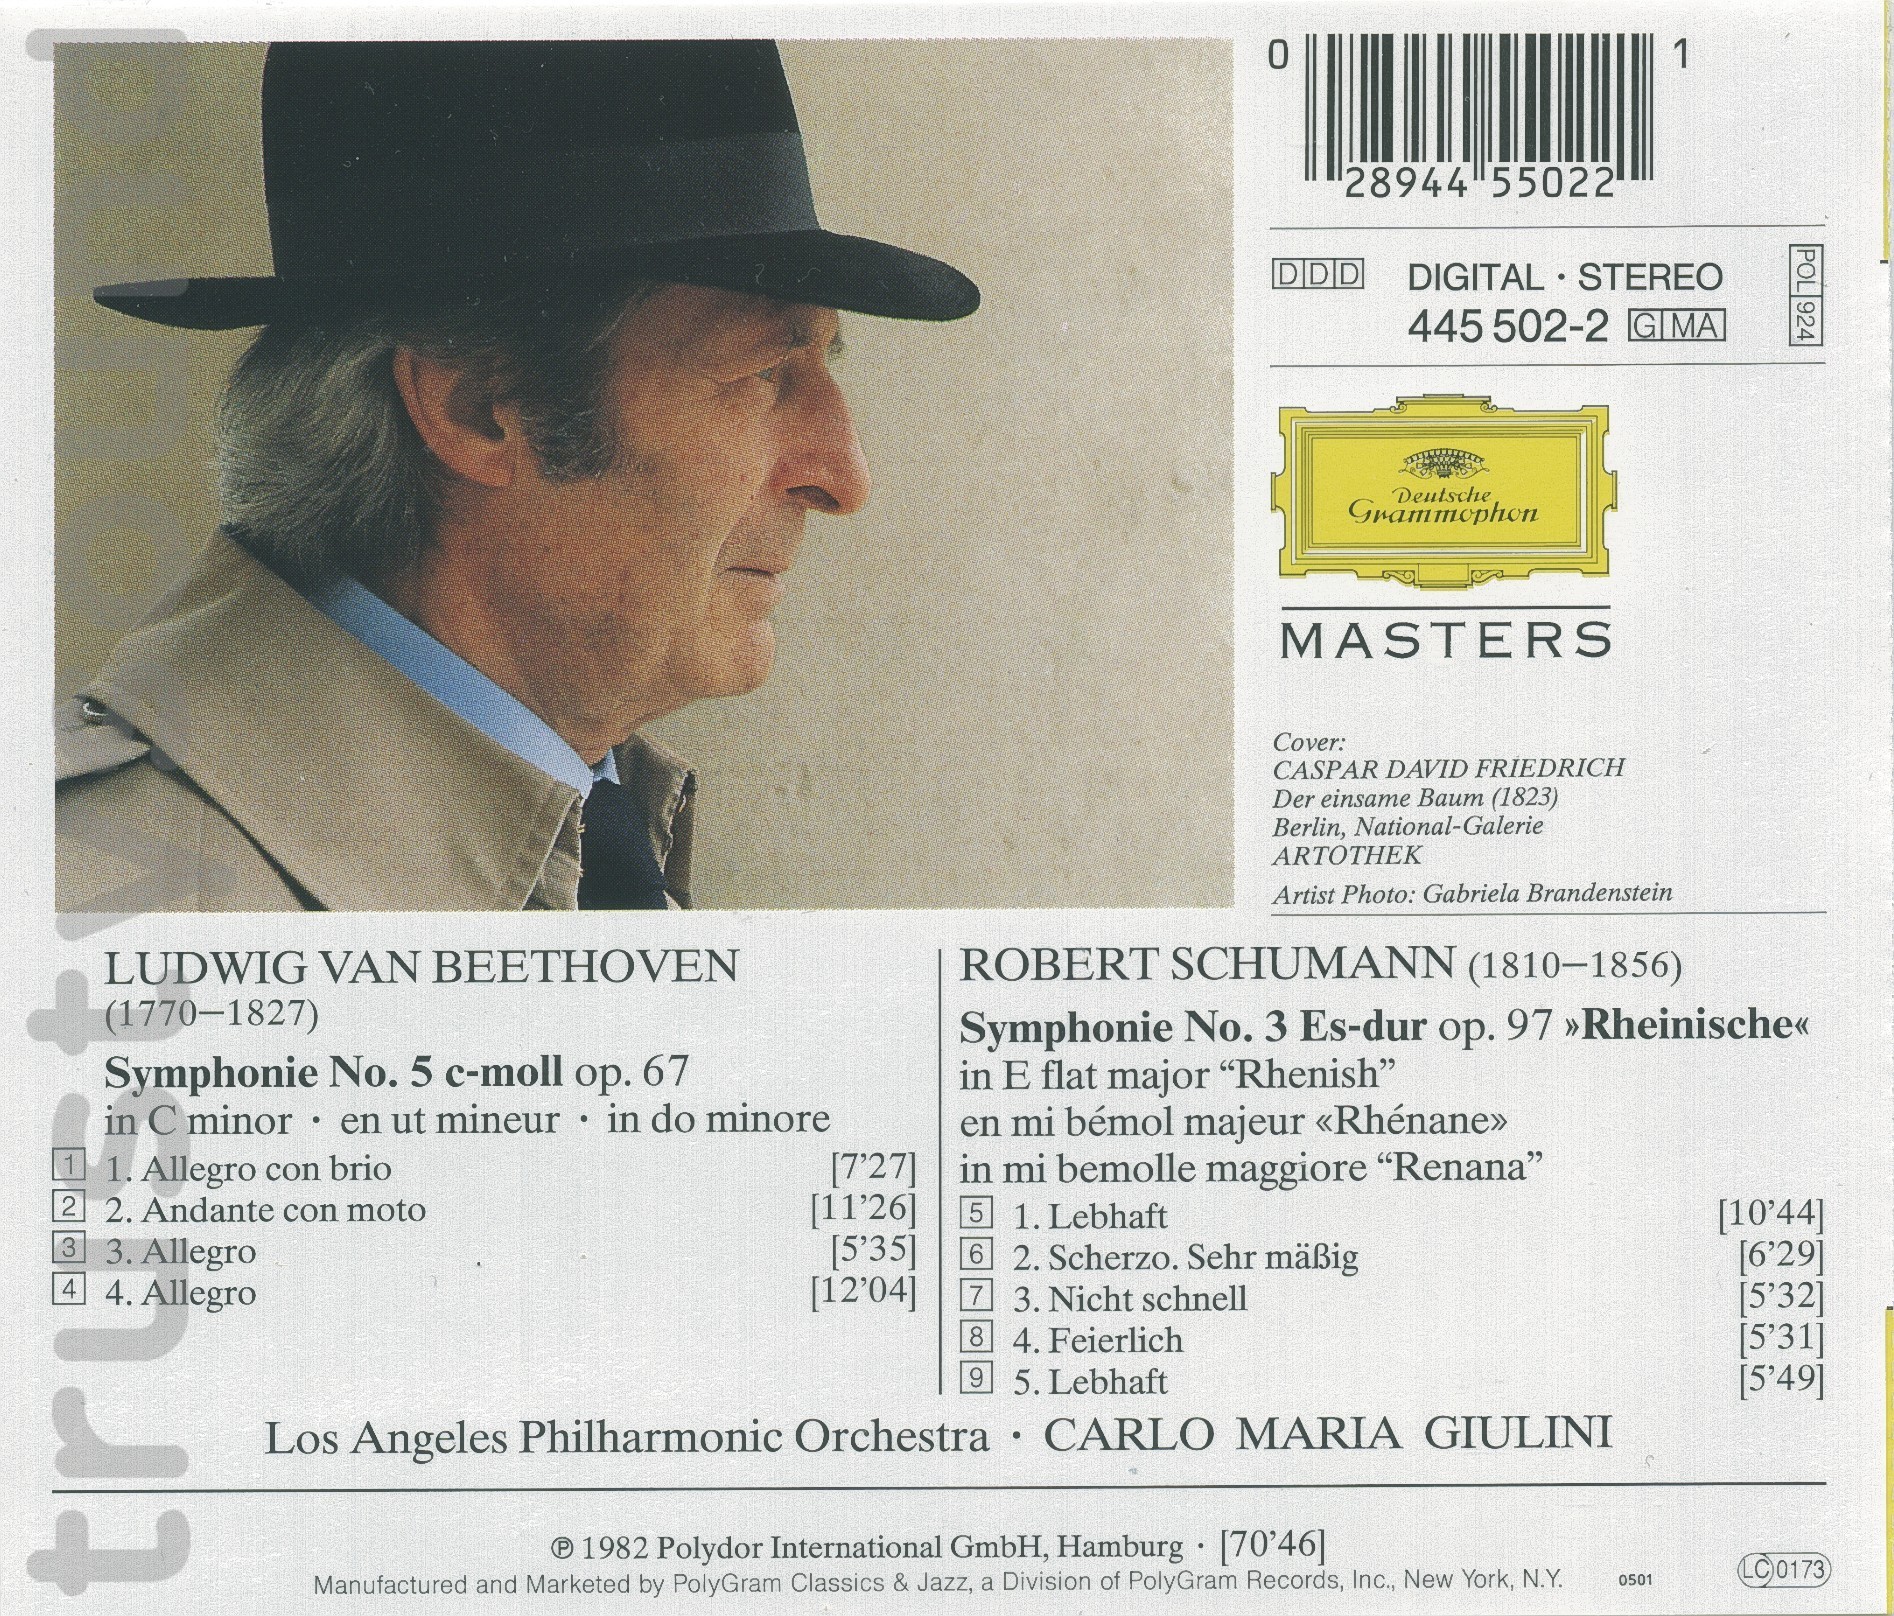 0 28944 55022 1
DDD DIGITAL · STEREO
445 502-2 G MA
POL 924
Deutsche
Grammophon
MASTERS
Cover:
CASPAR DAVID FRIEDRICH
Der einsame Baum (1823)
Berlin, National-Galerie
ARTOTHEK
Artist Photo: Gabriela Brandenstein
LUDWIG VAN BEETHOVEN
(1770–1827)
Symphonie No. 5 c-moll op. 67
in C minor · en ut mineur · in do minore
1 1. Allegro con brio [7’27]
2 2. Andante con moto [11’26]
3 3. Allegro [5’35]
4 4. Allegro [12’04]
ROBERT SCHUMANN (1810–1856)
Symphonie No. 3 Es-dur op. 97 »Rheinische«
in E flat major “Rhenish”
en mi bémol majeur «Rhénane»
in mi bemolle maggiore “Renana”
5 1. Lebhaft [10’44]
6 2. Scherzo. Sehr mäßig [6’29]
7 3. Nicht schnell [5’32]
8 4. Feierlich [5’31]
9 5. Lebhaft [5’49]
Los Angeles Philharmonic Orchestra · CARLO MARIA GIULINI
℗ 1982 Polydor International GmbH, Hamburg · [70’46]
Manufactured and Marketed by PolyGram Classics & Jazz, a Division of PolyGram Records, Inc., New York, N.Y. 0501
LC 0173